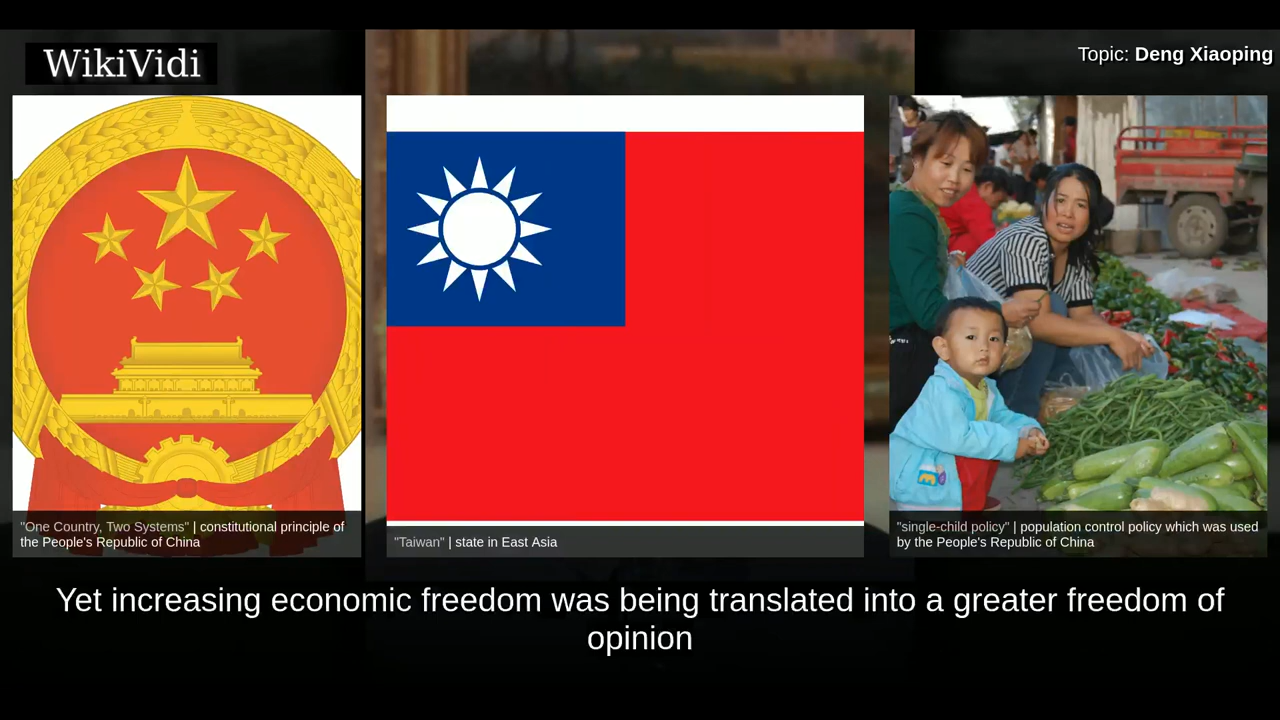 WikiVidi
Topic: Deng Xiaoping
"One Country, Two Systems" | constitutional principle of
the People's Republic of China
"Taiwan" | state in East Asia
"single-child policy" | population control policy which was used
by the People's Republic of China
Yet increasing economic freedom was being translated into a greater freedom of
opinion